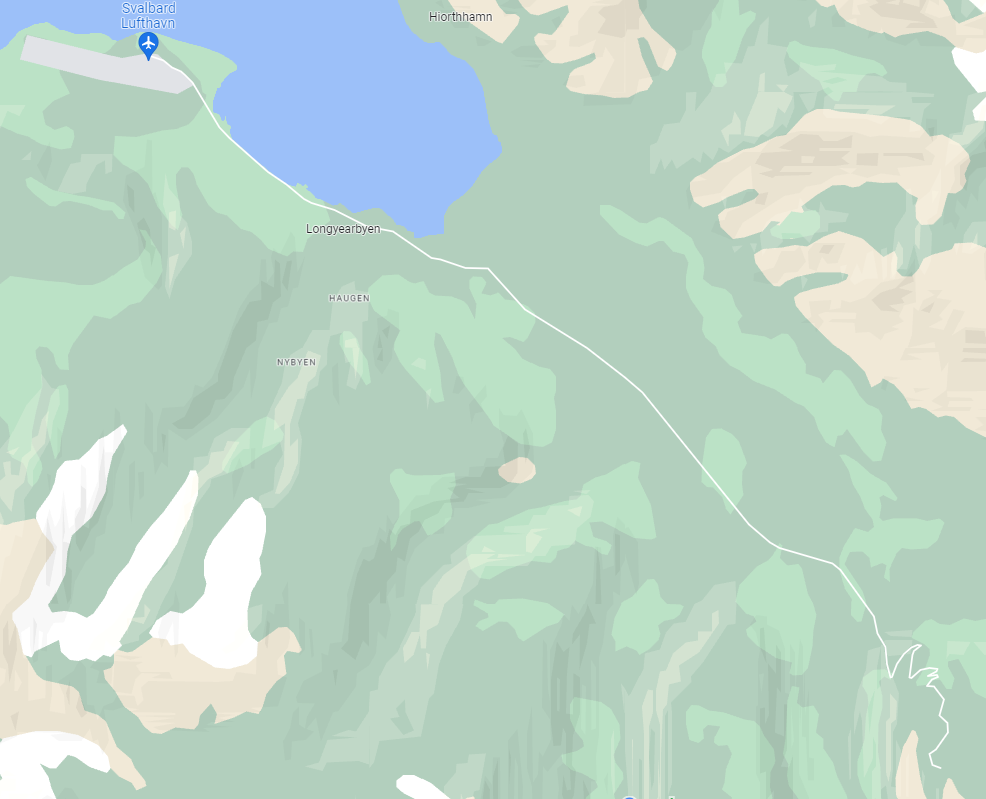 Svalbard
Lufthavn
Hiorthhamn
Longyearbyen
HAUGEN
NYBYEN